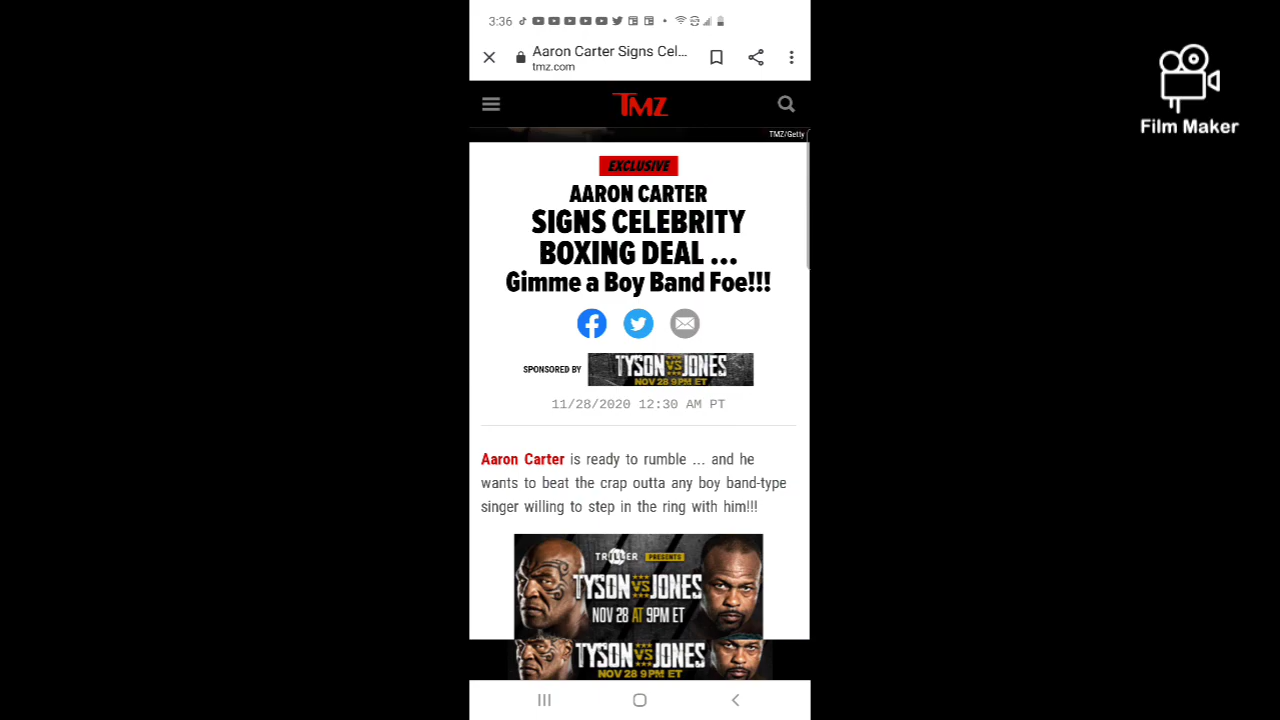 3:36
Aaron Carter Signs Cel...
tmz.com
TMZ
TMZ/Getty
EXCLUSIVE
AARON CARTER
SIGNS CELEBRITY
BOXING DEAL ...
Gimme a Boy Band Foe!!!
SPONSORED BY
TYSON VS JONES
NOV 28 9PM ET
11/28/2020 12:30 AM PT
Aaron Carter is ready to rumble ... and he
wants to beat the crap outta any boy band-type
singer willing to step in the ring with him!!!
TRILLER PRESENTS
TYSON VS JONES
NOV 28 AT 9PM ET
TYSON VS JONES
NOV 28 9PM ET
Film Maker